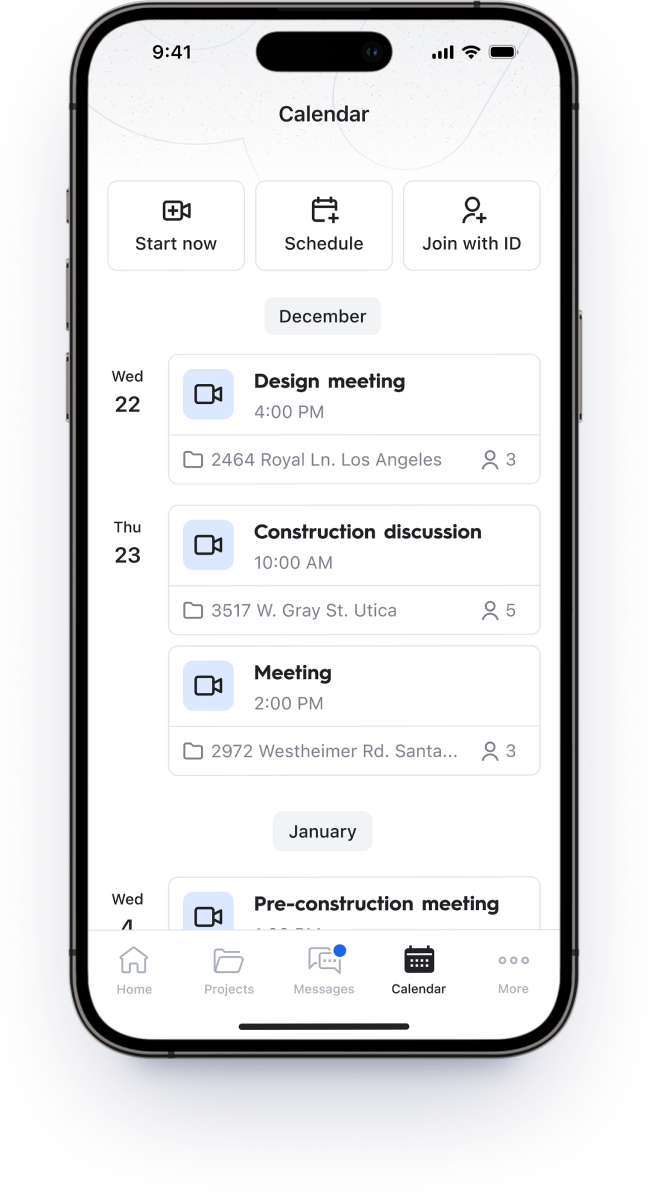 9:41
Calendar
Start now
Schedule
Join with ID
December
Wed
22
Design meeting
4:00 PM
2464 Royal Ln. Los Angeles
3
Thu
23
Construction discussion
10:00 AM
3517 W. Gray St. Utica
5
Meeting
2:00 PM
2972 Westheimer Rd. Santa...
3
January
Wed
4
Pre-construction meeting
Home
Projects
Messages
Calendar
More